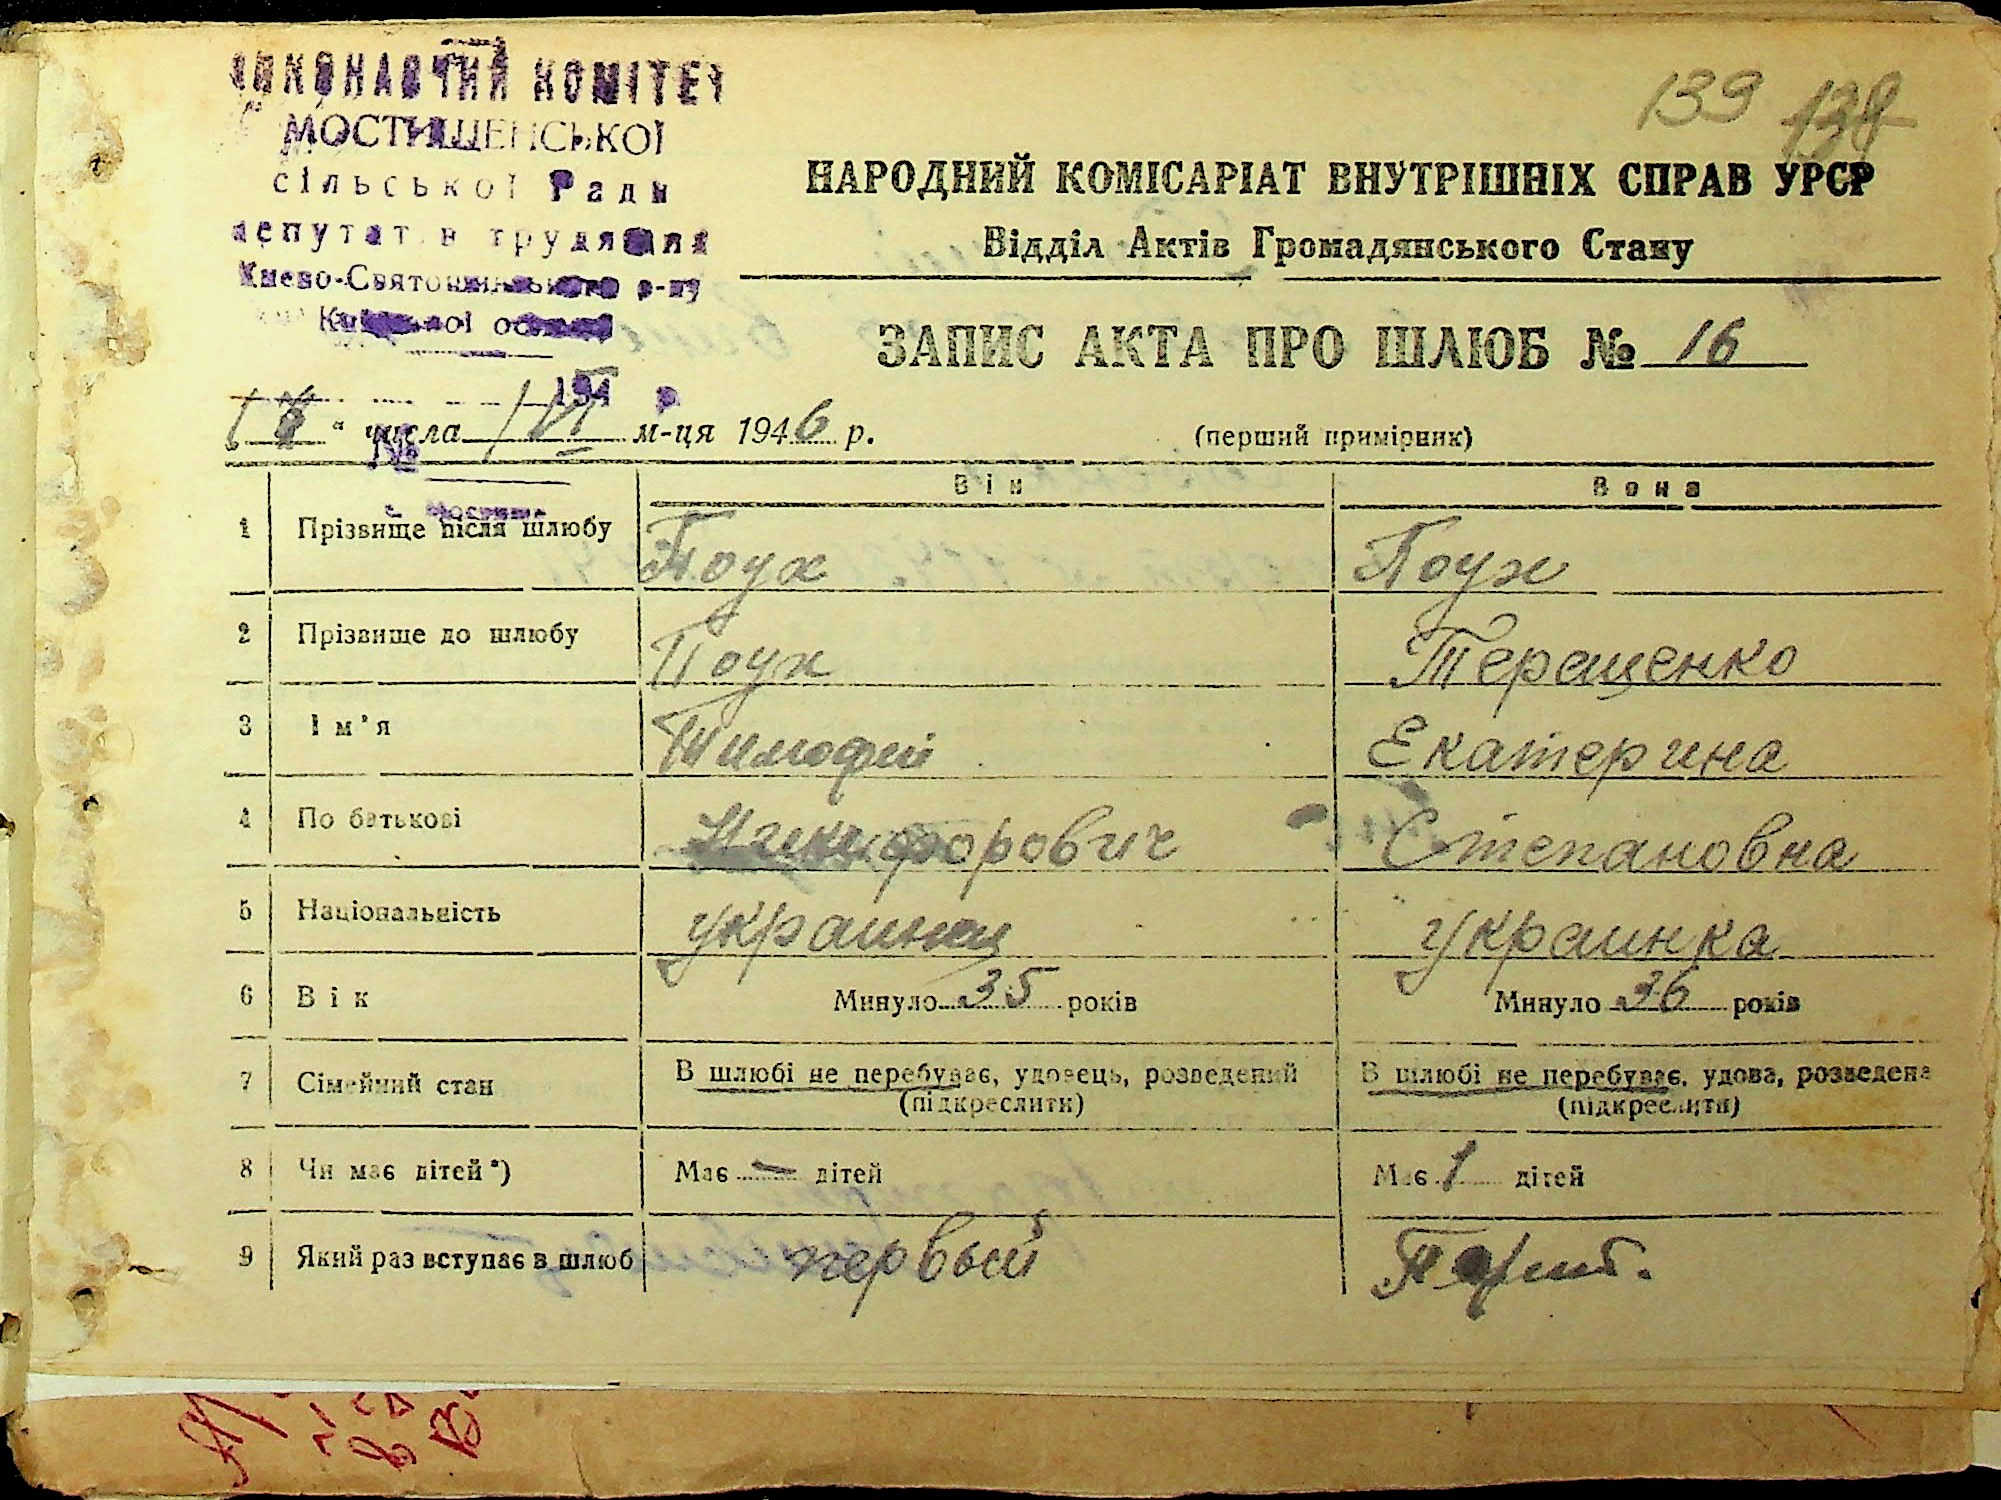 ВИКОНАВЧИЙ КОМІТЕТ
МОСТИЩЕНСЬКОЇ
сільської Ради
депутатів трудящих
Києво-Святошинського р-ну
Київської області
139 138
НАРОДНИЙ КОМІСАРІАТ ВНУТРІШНІХ СПРАВ УРСР
Відділ Актів Громадянського Стану
ЗАПИС АКТА ПРО ШЛЮБ № 16
194 р
числа VI м-ця 1946 р.
(перший примірник)
№
Він Вона
1 Прізвище після шлюбу Поух Поух
2 Прізвище до шлюбу Поух Терещенко
3 Ім'я Тимофей Екатерина
4 По батькові Никифорович Степановна
5 Національність украинец украинка
6 Вік Минуло 35 років Минуло 36 років
7 Сімейний стан В шлюбі не перебуває, удовець, розведений (підкреслити) В шлюбі не перебуває, удова, розведена (підкреслити)
8 Чи має дітей*) Має — дітей Має 1 дітей
9 Який раз вступає в шлюб первый